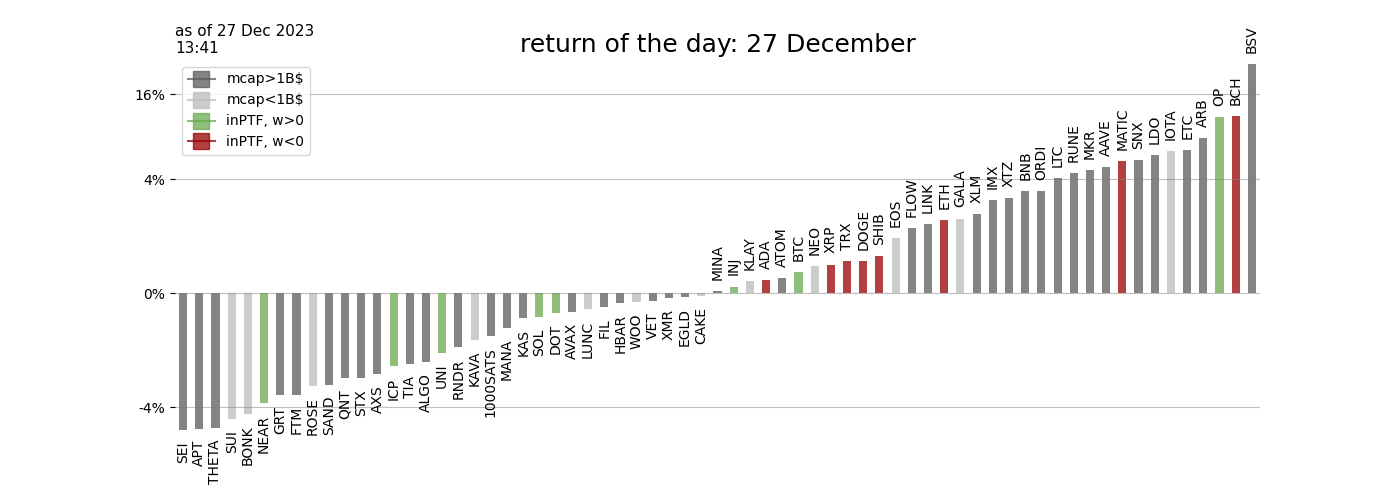 as of 27 Dec 2023
13:41
return of the day: 27 December
mcap>1B$
mcap<1B$
inPTF, w>0
inPTF, w<0
16%
4%
0%
-4%
SEI
APT
THETA
SUI
BONK
NEAR
GRT
FTM
ROSE
SAND
QNT
STX
AXS
ICP
TIA
ALGO
UNI
RNDR
KAVA
1000SATS
MANA
KAS
SOL
DOT
AVAX
LUNC
FIL
HBAR
WOO
VET
XMR
EGLD
CAKE
MINA
INJ
KLAY
ADA
ATOM
BTC
NEO
XRP
TRX
DOGE
SHIB
EOS
FLOW
LINK
ETH
GALA
XLM
IMX
XTZ
BNB
ORDI
LTC
RUNE
MKR
AAVE
MATIC
SNX
LDO
IOTA
ETC
ARB
OP
BCH
BSV